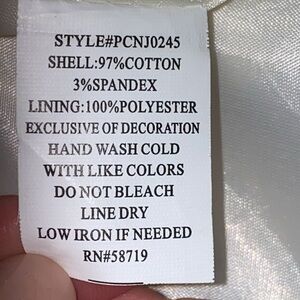 STYLE#PCNJ0245
SHELL:97%COTTON
3%SPANDEX
LINING:100%POLYESTER
EXCLUSIVE OF DECORATION
HAND WASH COLD
WITH LIKE COLORS
DO NOT BLEACH
LINE DRY
LOW IRON IF NEEDED
RN#58719